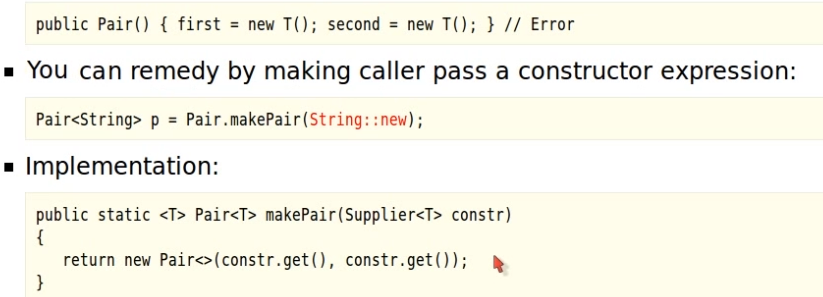 public Pair() { first = new T(); second = new T(); } // Error
▪ You can remedy by making caller pass a constructor expression:
Pair<String> p = Pair.makePair(String::new);
▪ Implementation:
public static <T> Pair<T> makePair(Supplier<T> constr)
{
   return new Pair<>(constr.get(), constr.get());
}